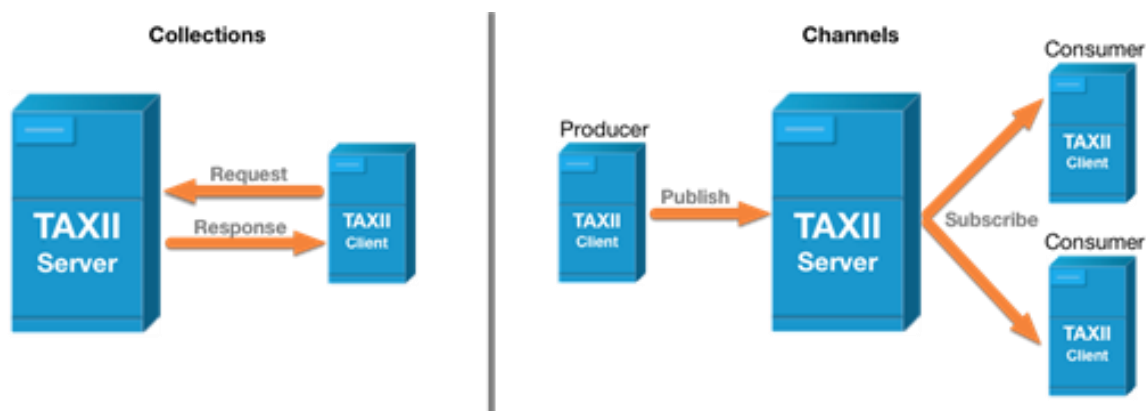 Collections
TAXII
Server
Request
Response
TAXII
Client
Channels
Producer
TAXII
Client
Publish
TAXII
Server
Subscribe
Consumer
TAXII
Client
Consumer
TAXII
Client